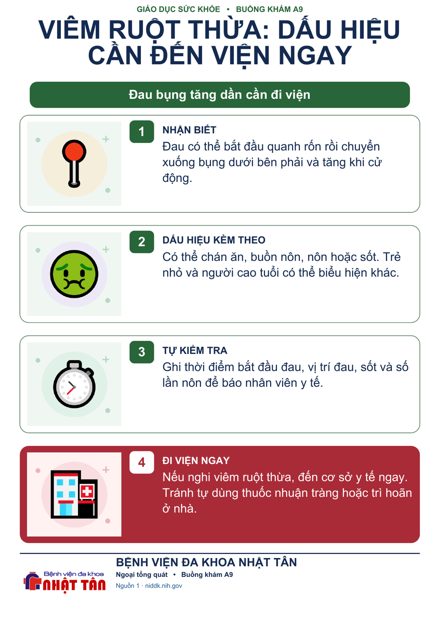 GIÁO DỤC SỨC KHỎE • BUỒNG KHÁM A9
VIÊM RUỘT THỪA: DẤU HIỆU
CẦN ĐẾN VIỆN NGAY
Đau bụng tăng dần cần đi viện
1
NHẬN BIẾT
Đau có thể bắt đầu quanh rốn rồi chuyển
xuống bụng dưới bên phải và tăng khi cử
động.
2
DẤU HIỆU KÈM THEO
Có thể chán ăn, buồn nôn, nôn hoặc sốt. Trẻ
nhỏ và người cao tuổi có thể biểu hiện khác.
3
TỰ KIỂM TRA
Ghi thời điểm bắt đầu đau, vị trí đau, sốt và số
lần nôn để báo nhân viên y tế.
4
ĐI VIỆN NGAY
Nếu nghi viêm ruột thừa, đến cơ sở y tế ngay.
Tránh tự dùng thuốc nhuận tràng hoặc trì hoãn
ở nhà.
Bệnh viện đa khoa
NHẬT TÂN
BỆNH VIỆN ĐA KHOA NHẬT TÂN
Ngoại tổng quát • Buồng khám A9
Nguồn 1 · niddk.nih.gov